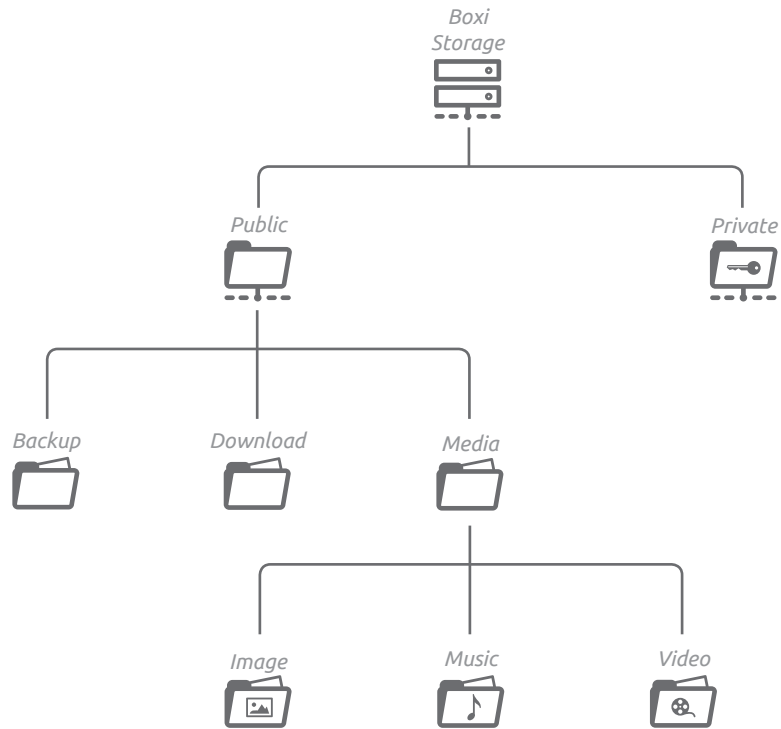 Boxi
Storage
Public
Private
Backup
Download
Media
Image
Music
Video